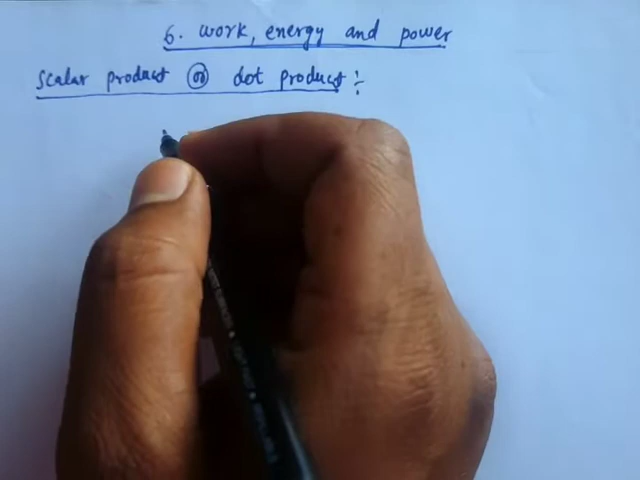 6. work, energy and power
scalar product or dot product :-